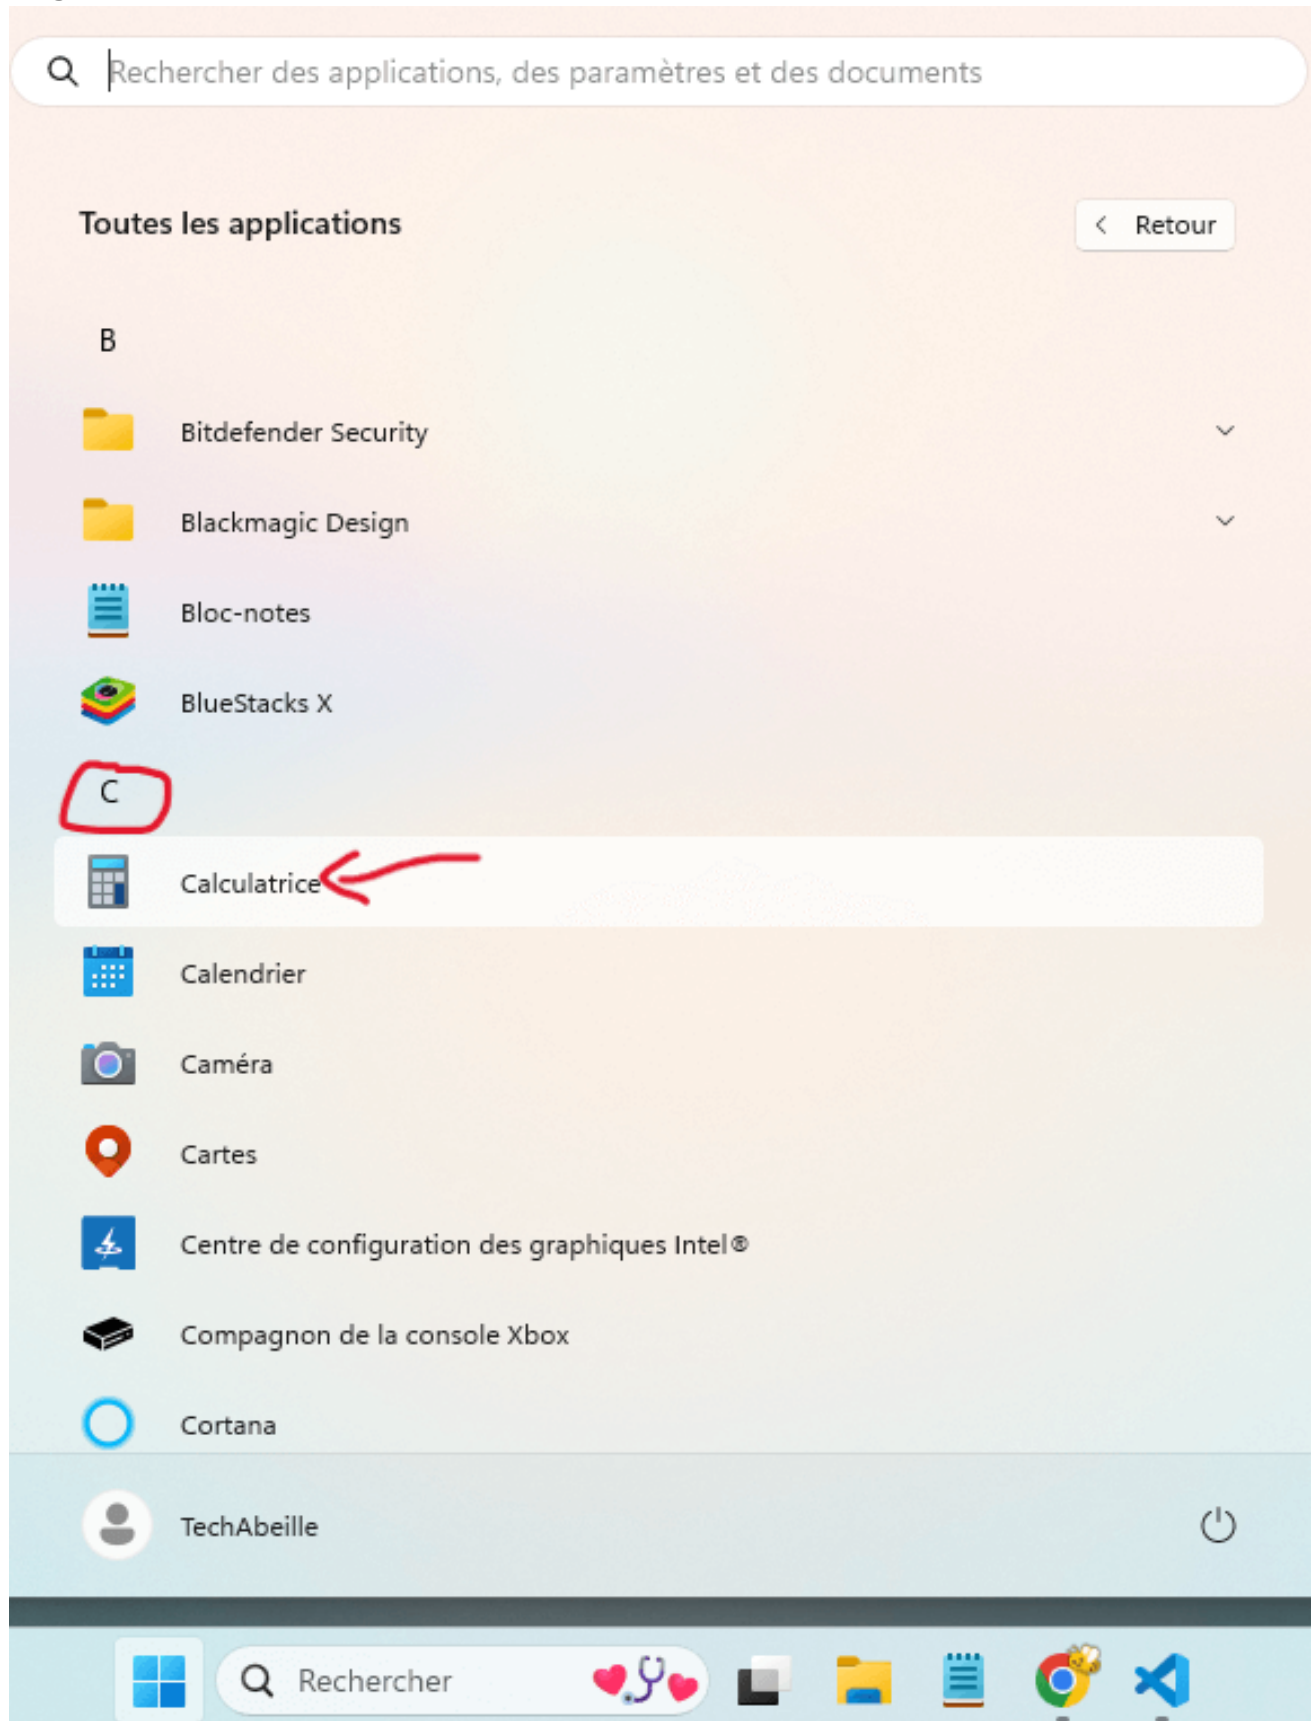 Rechercher des applications, des paramètres et des documents
Toutes les applications
Retour
B
Bitdefender Security
Blackmagic Design
Bloc-notes
BlueStacks X
C
Calculatrice
Calendrier
Caméra
Cartes
Centre de configuration des graphiques Intel®
Compagnon de la console Xbox
Cortana
TechAbeille
Rechercher